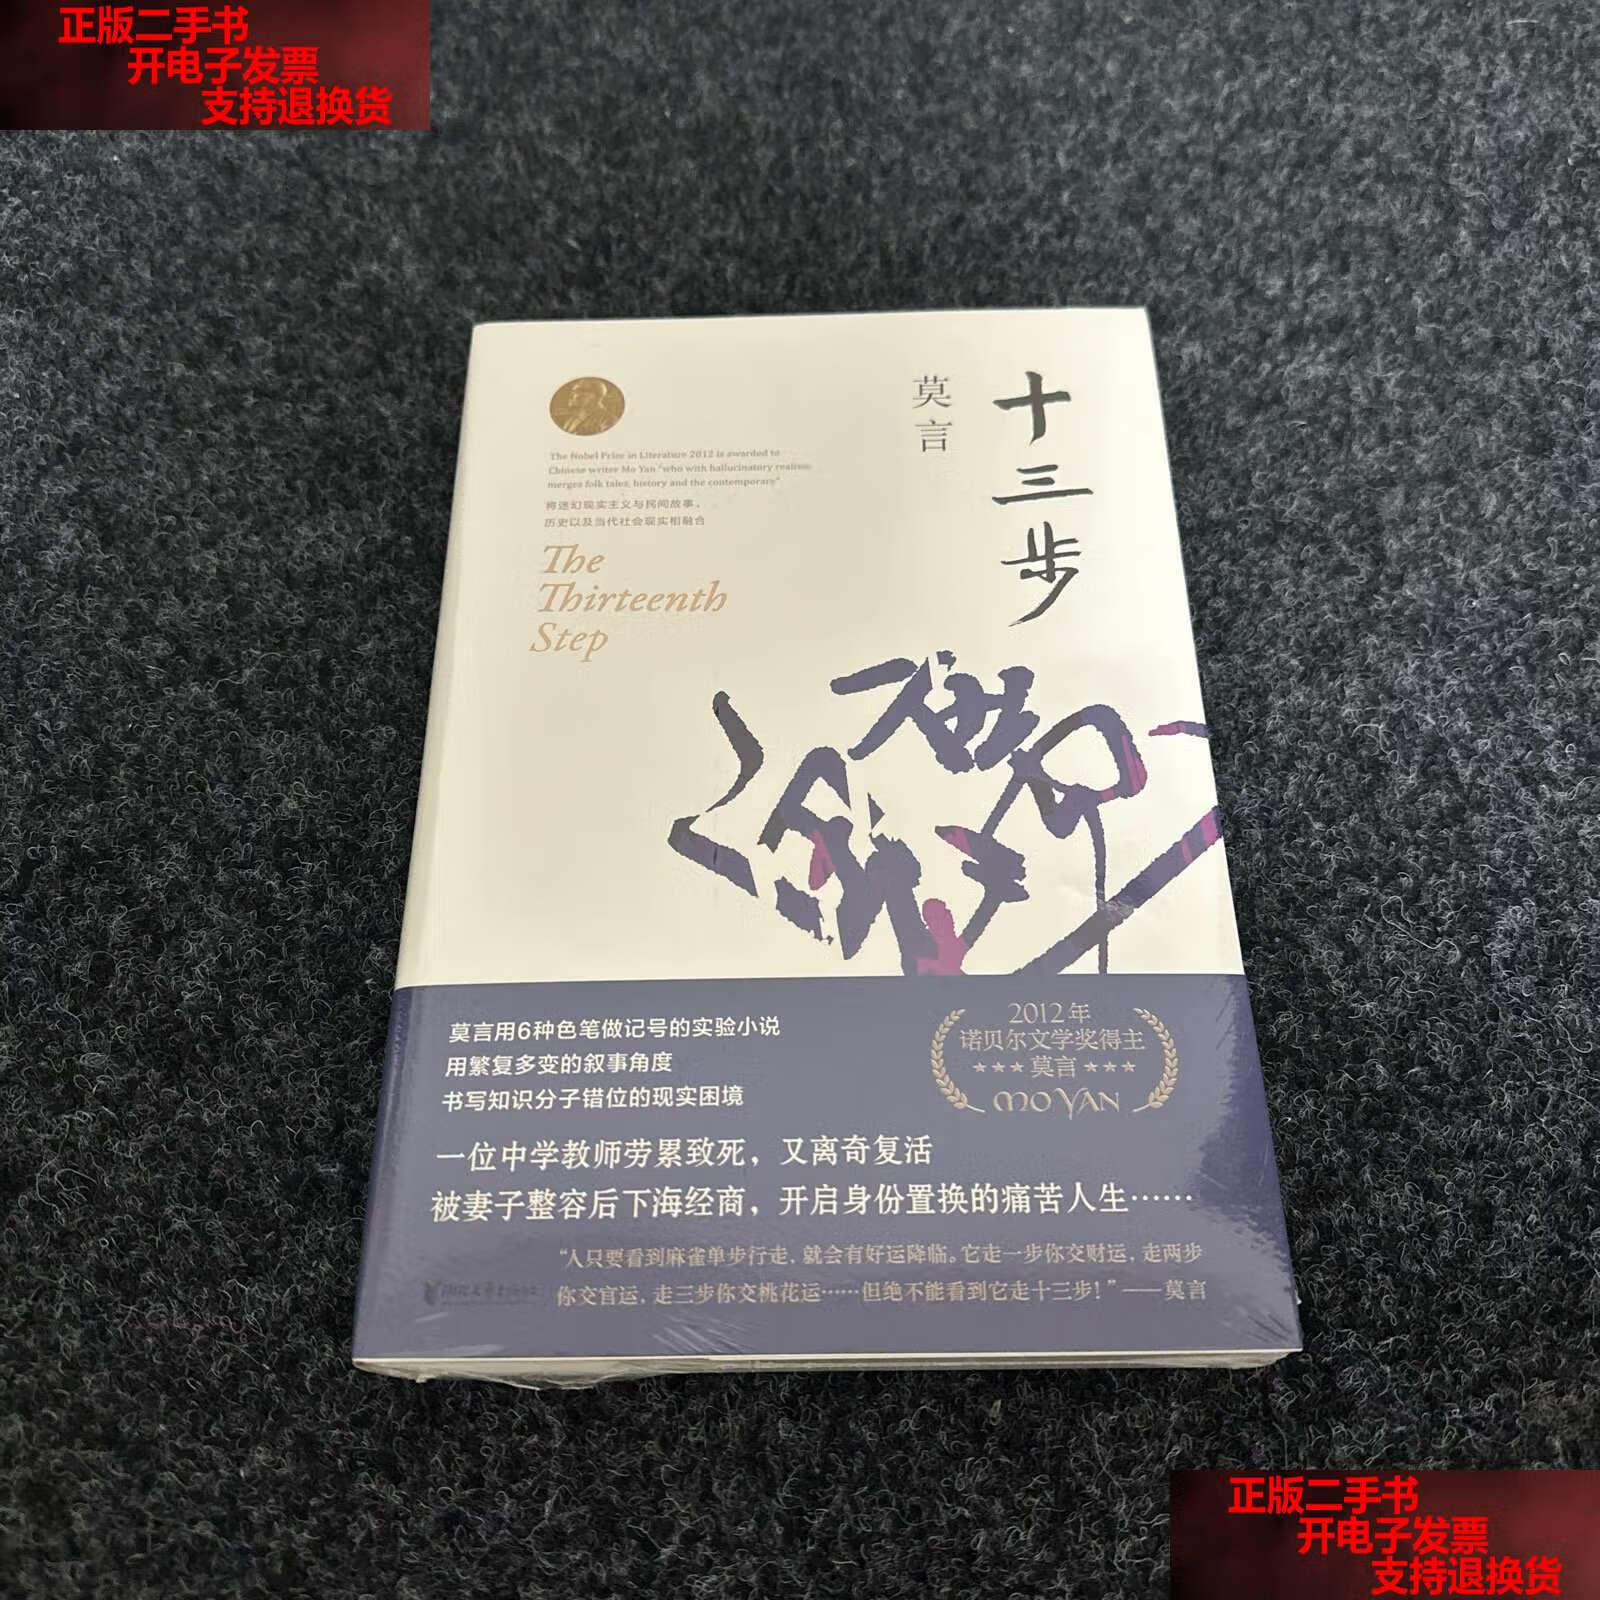 正版二手书
开电子发票
支持退换货
十三步
莫言
The Nobel Prize in Literature 2012 is awarded to
Chinese writer Mo Yan "who with hallucinatory realism
merges folk tales, history and the contemporary"
将迷幻现实主义与民间故事、
历史以及当代社会现实相融合
The
Thirteenth
Step
莫言用6种色笔做记号的实验小说
用繁复多变的叙事角度
书写知识分子错位的现实困境
2012年
诺贝尔文学奖得主
★★★莫言★★★
MO YAN
一位中学教师劳累致死，又离奇复活
被妻子整容后下海经商，开启身份置换的痛苦人生……
“人只要看到麻雀单步行走，就会有好运降临。它走一步你交财运，走两步
你交官运，走三步你交桃花运……但绝不能看到它走十三步！”——莫言
正版二手书
开电子发票
支持退换货